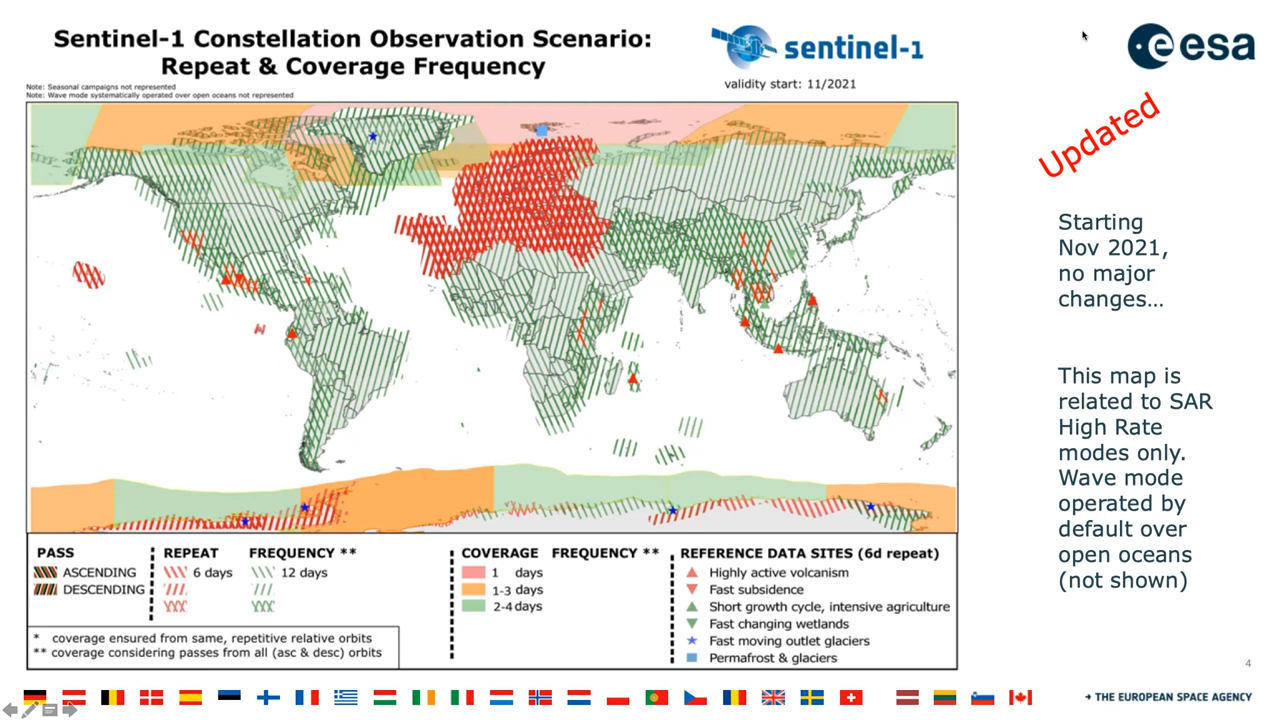 Sentinel-1 Constellation Observation Scenario:
Repeat & Coverage Frequency
Note: Seasonal campaigns not represented
Note: Wave mode systematically operated over open oceans not represented
sentinel-1
validity start: 11/2021
esa
Updated
Starting
Nov 2021,
no major
changes...
This map is
related to SAR
High Rate
modes only.
Wave mode
operated by
default over
open oceans
(not shown)
PASS
ASCENDING
DESCENDING
REPEAT FREQUENCY **
6 days 12 days
* coverage ensured from same, repetitive relative orbits
** coverage considering passes from all (asc & desc) orbits
COVERAGE FREQUENCY **
1 days
1-3 days
2-4 days
REFERENCE DATA SITES (6d repeat)
Highly active volcanism
Fast subsidence
Short growth cycle, intensive agriculture
Fast changing wetlands
Fast moving outlet glaciers
Permafrost & glaciers
4
→ THE EUROPEAN SPACE AGENCY